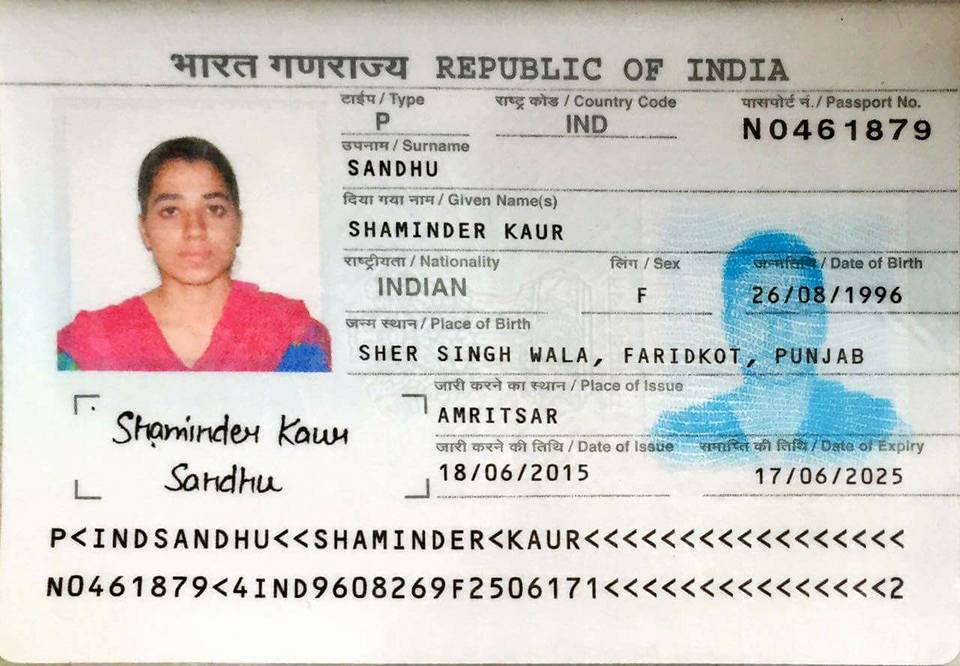 भारत गणराज्य REPUBLIC OF INDIA
टाईप / Type राष्ट्र कोड / Country Code पासपोर्ट नं. / Passport No.
P IND N0461879
उपनाम / Surname
SANDHU
दिया गया नाम / Given Name(s)
SHAMINDER KAUR
राष्ट्रीयता / Nationality लिंग / Sex जन्मतिथि / Date of Birth
INDIAN F 26/08/1996
जन्म स्थान / Place of Birth
SHER SINGH WALA, FARIDKOT, PUNJAB
जारी करने का स्थान / Place of Issue
AMRITSAR
जारी करने की तिथि / Date of Issue समाप्ति की तिथि / Date of Expiry
18/06/2015 17/06/2025
Shaminder Kaur
Sandhu
P<INDSANDHU<<SHAMINDER<KAUR<<<<<<<<<<<<<<<<<
N0461879<4IND9608269F2506171<<<<<<<<<<<<<<<2